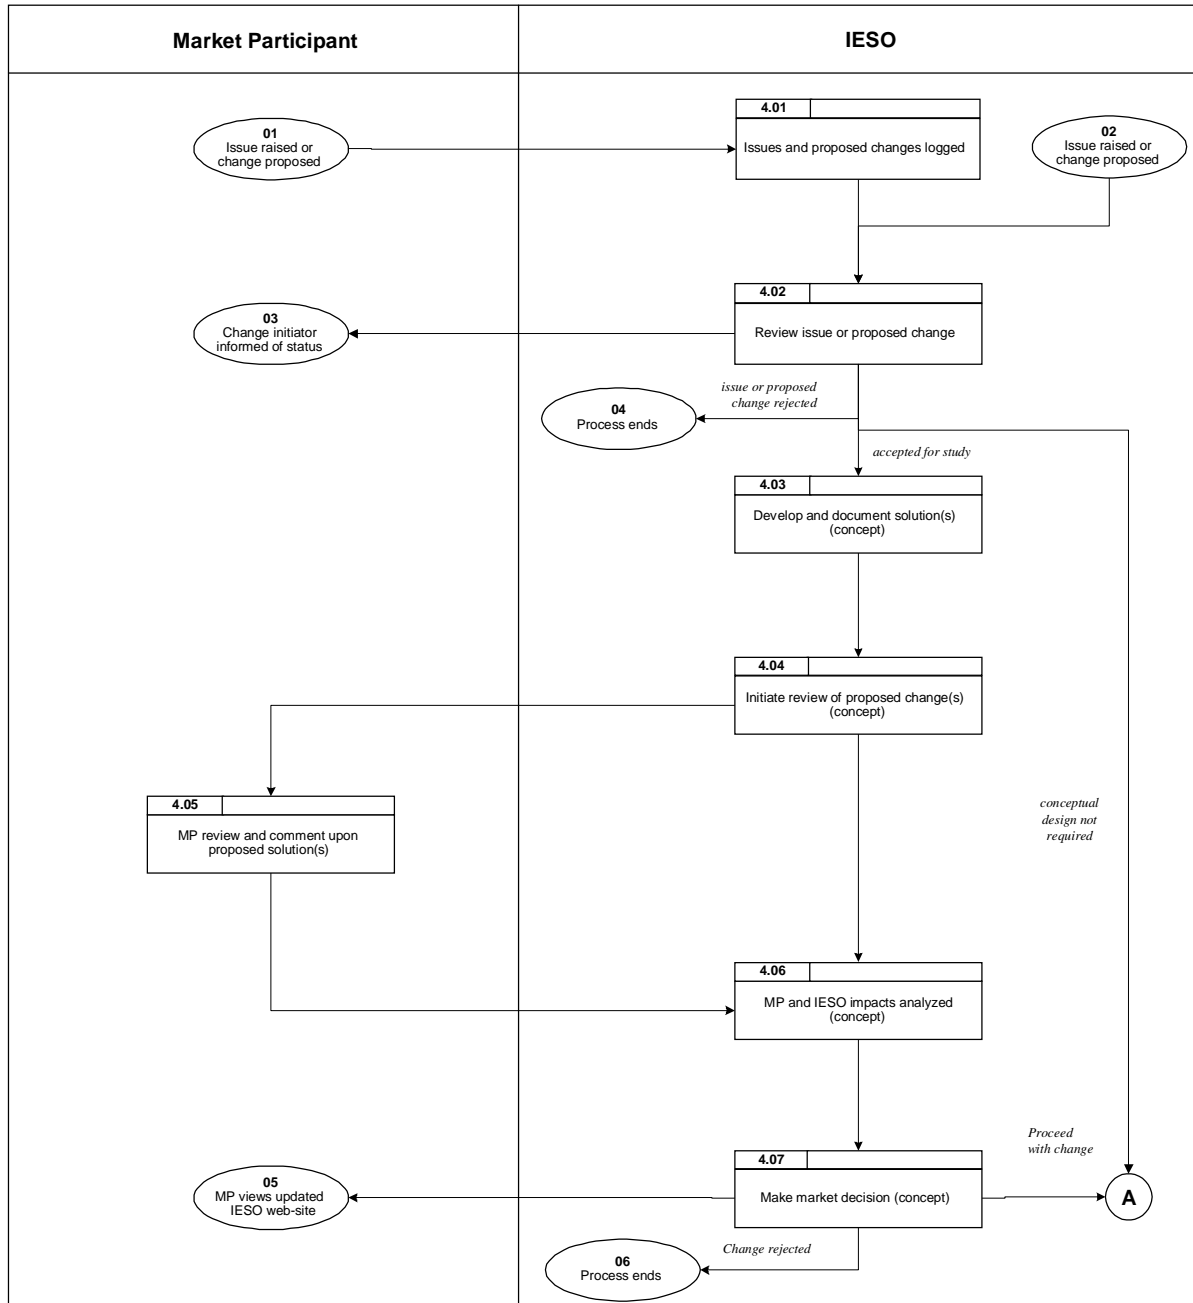 Market Participant
IESO
4.01
01
Issue raised or
change proposed
Issues and proposed changes logged
02
Issue raised or
change proposed
4.02
03
Change initiator
informed of status
Review issue or proposed change
issue or proposed
change rejected
04
Process ends
accepted for study
4.03
Develop and document solution(s)
(concept)
4.04
Initiate review of proposed change(s)
(concept)
4.05
MP review and comment upon
proposed solution(s)
conceptual
design not
required
4.06
MP and IESO impacts analyzed
(concept)
Proceed
with change
4.07
05
MP views updated
IESO web-site
Make market decision (concept)
A
Change rejected
06
Process ends